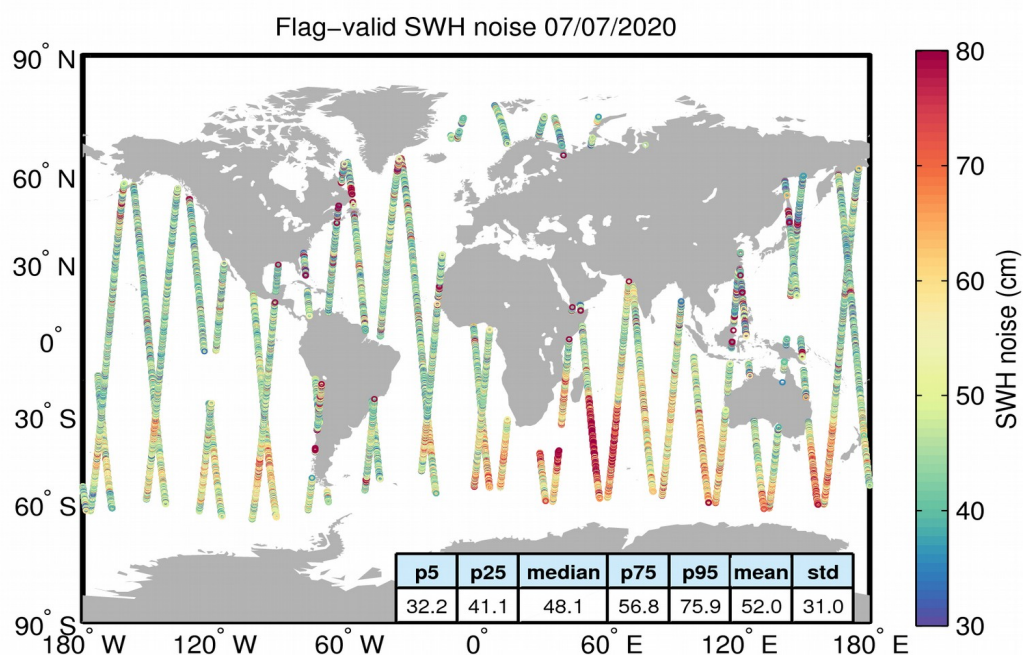 Flag−valid SWH noise 07/07/2020
90° N
60° N
30° N
0°
30° S
60° S
90° S
180° W
120° W
60° W
0°
60° E
120° E
180° E
p5 p25 median p75 p95 mean std
32.2 41.1 48.1 56.8 75.9 52.0 31.0
80
70
60
50
40
30
SWH noise (cm)